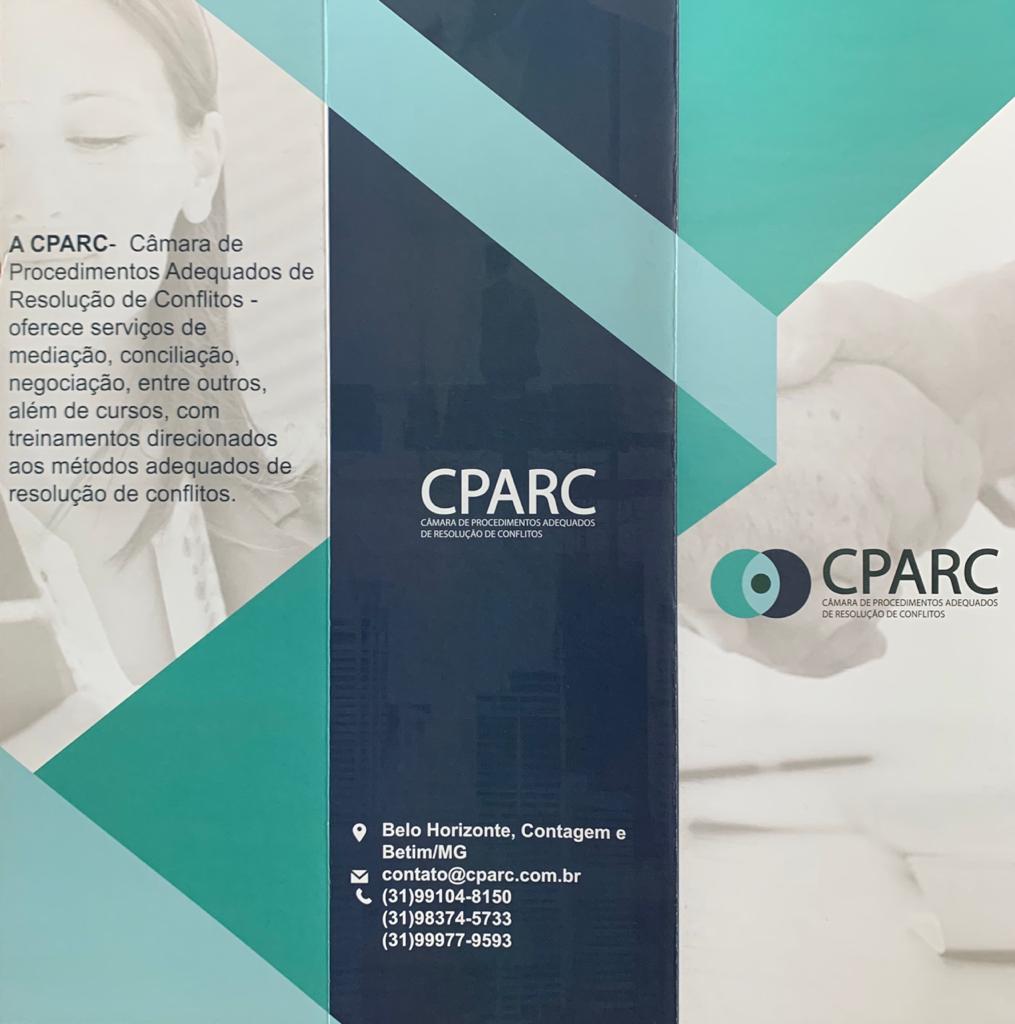 A CPARC- Câmara de
Procedimentos Adequados de
Resolução de Conflitos -
oferece serviços de
mediação, conciliação,
negociação, entre outros,
além de cursos, com
treinamentos direcionados
aos métodos adequados de
resolução de conflitos.
CPARC
CÂMARA DE PROCEDIMENTOS ADEQUADOS
DE RESOLUÇÃO DE CONFLITOS
Belo Horizonte, Contagem e
Betim/MG
contato@cparc.com.br
(31)99104-8150
(31)98374-5733
(31)99977-9593
CPARC
CÂMARA DE PROCEDIMENTOS ADEQUADOS
DE RESOLUÇÃO DE CONFLITOS